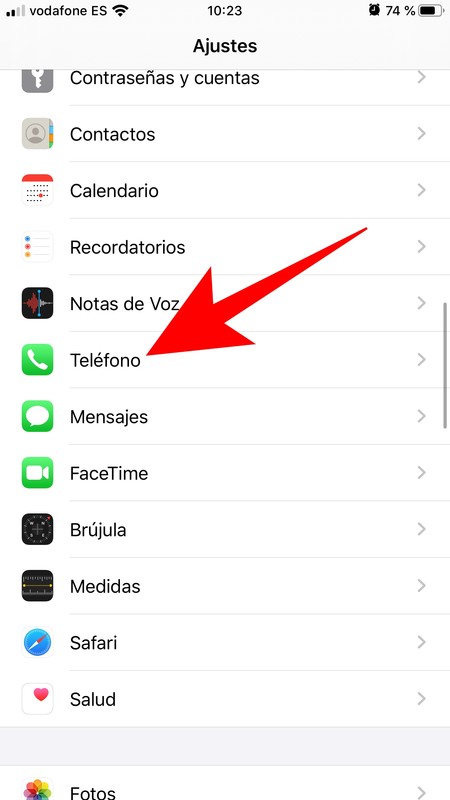 vodafone ES 10:23 74 %
Ajustes
Contraseñas y cuentas
Contactos
Calendario
Recordatorios
Notas de Voz
Teléfono
Mensajes
FaceTime
Brújula
Medidas
Safari
Salud
Fotos